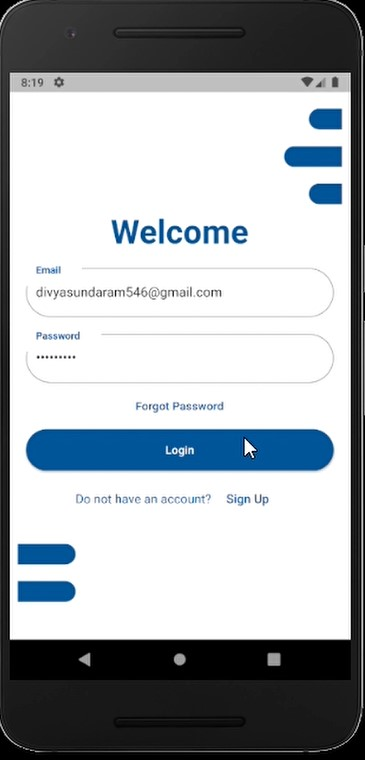 8:19
Welcome
Email
divyasundaram546@gmail.com
Password
•••••••••
Forgot Password
Login
Do not have an account? Sign Up